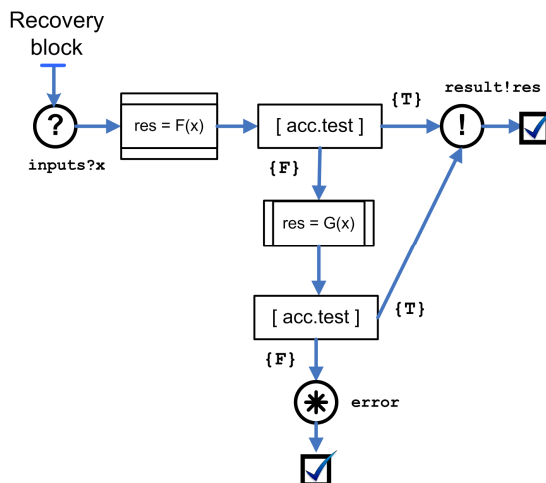 Recovery
block
?
inputs?x
res = F(x)
[ acc.test ]
{T}
!
result!res
{F}
res = G(x)
[ acc.test ]
{T}
{F}
error